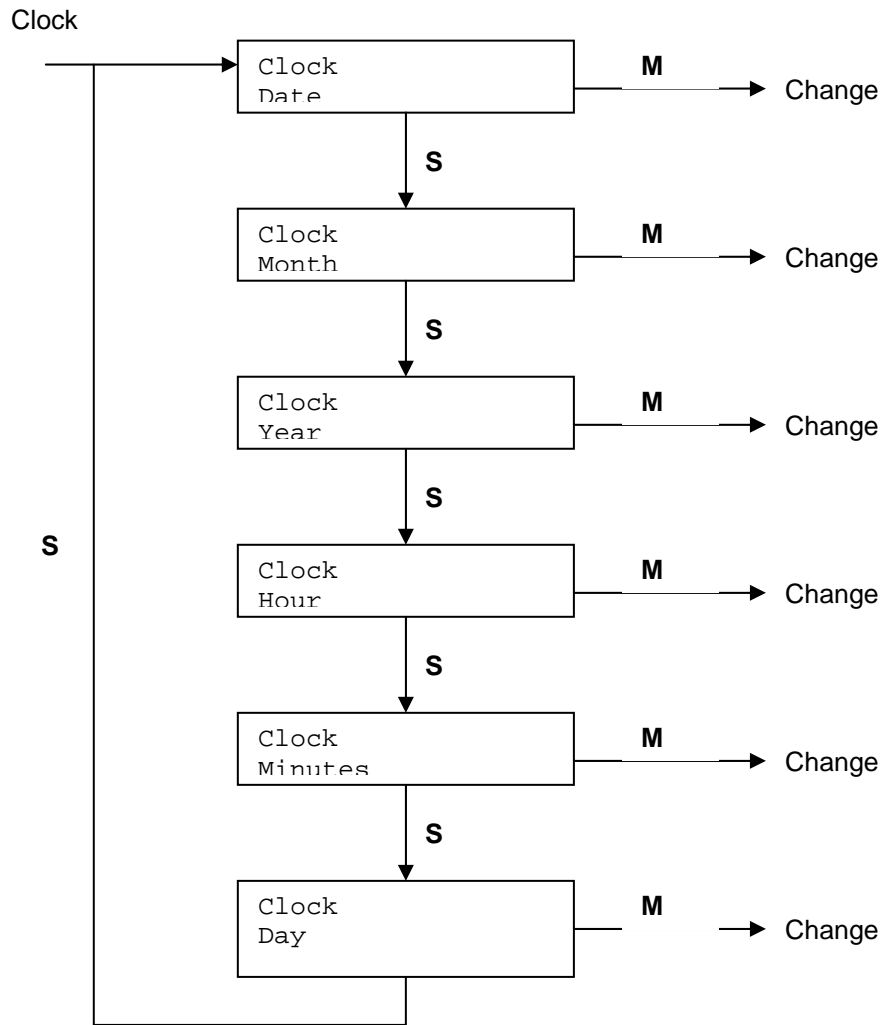 Clock
Clock
Date
M
Change
S
Clock
Month
M
Change
S
Clock
Year
M
Change
S
S
Clock
Hour
M
Change
S
Clock
Minutes
M
Change
S
Clock
Day
M
Change